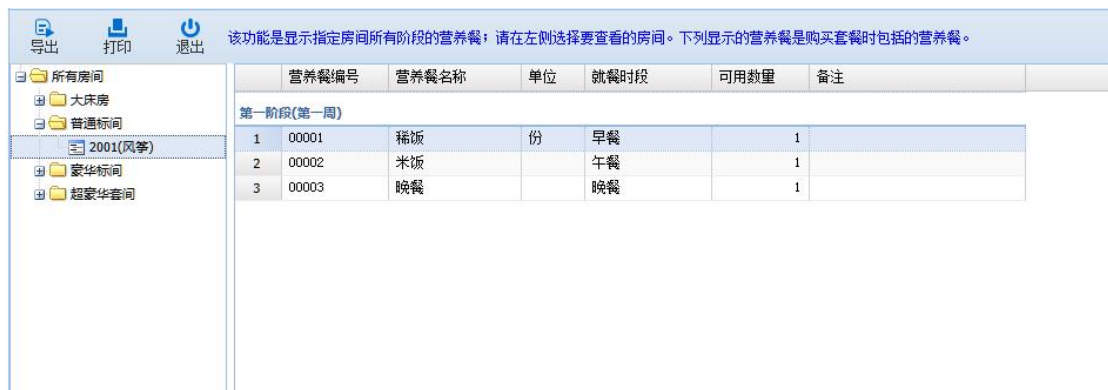 导出 打印 退出 该功能是显示指定房间所有阶段的营养餐；请在左侧选择要查看的房间。下列显示的营养餐是购买套餐时包括的营养餐。
所有房间
大床房
普通标间
2001(风筝)
豪华标间
超豪华套间
营养餐编号 营养餐名称 单位 就餐时段 可用数量 备注
第一阶段(第一周)
1 00001 稀饭 份 早餐 1
2 00002 米饭 午餐 1
3 00003 晚餐 晚餐 1